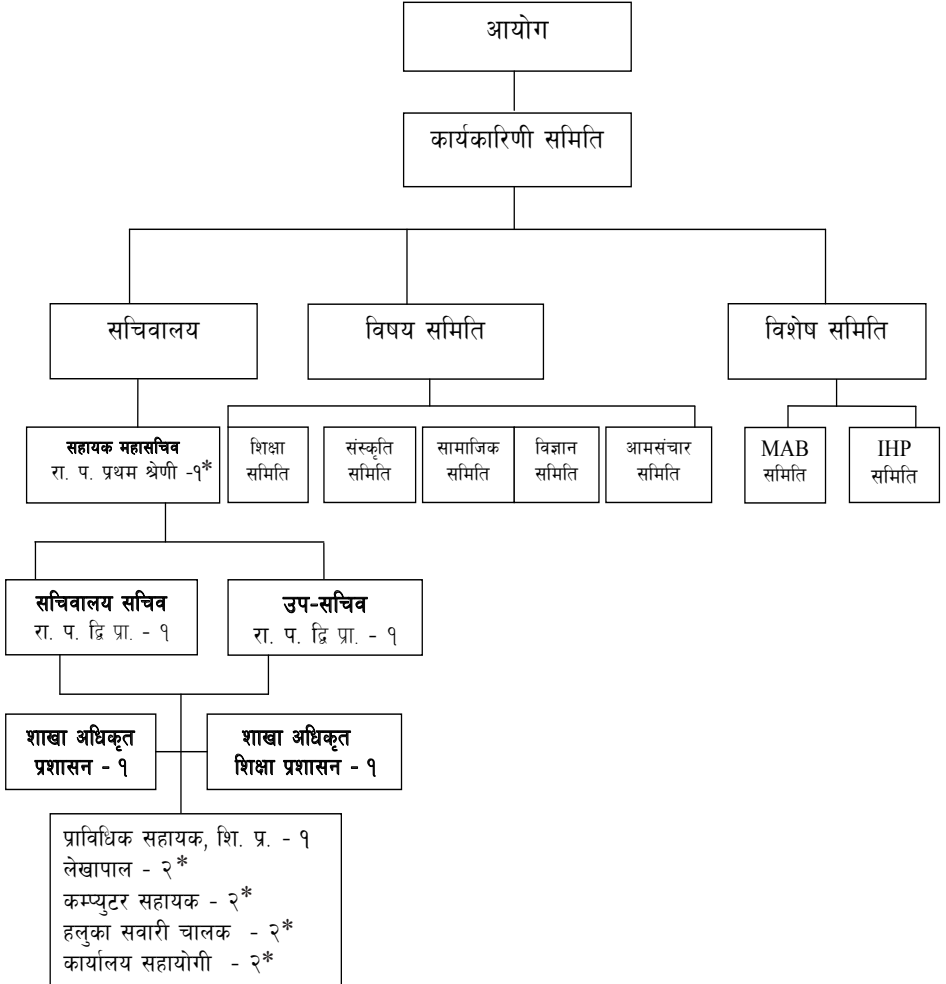 आयोग
कार्यकारिणी समिति
सचिवालय
विषय समिति
विशेष समिति
सहायक महासचिव
रा. प. प्रथम श्रेणी -१*
शिक्षा
समिति
संस्कृति
समिति
सामाजिक
समिति
विज्ञान
समिति
आमसंचार
समिति
MAB
समिति
IHP
समिति
सचिवालय सचिव
रा. प. द्वि प्रा. - १
उप-सचिव
रा. प. द्वि प्रा. - १
शाखा अधिकृत
प्रशासन - १
शाखा अधिकृत
शिक्षा प्रशासन - १
प्राविधिक सहायक, शि. प्र. - १
लेखापाल - २*
कम्प्युटर सहायक - २*
हलुका सवारी चालक - २*
कार्यालय सहायोगी - २*